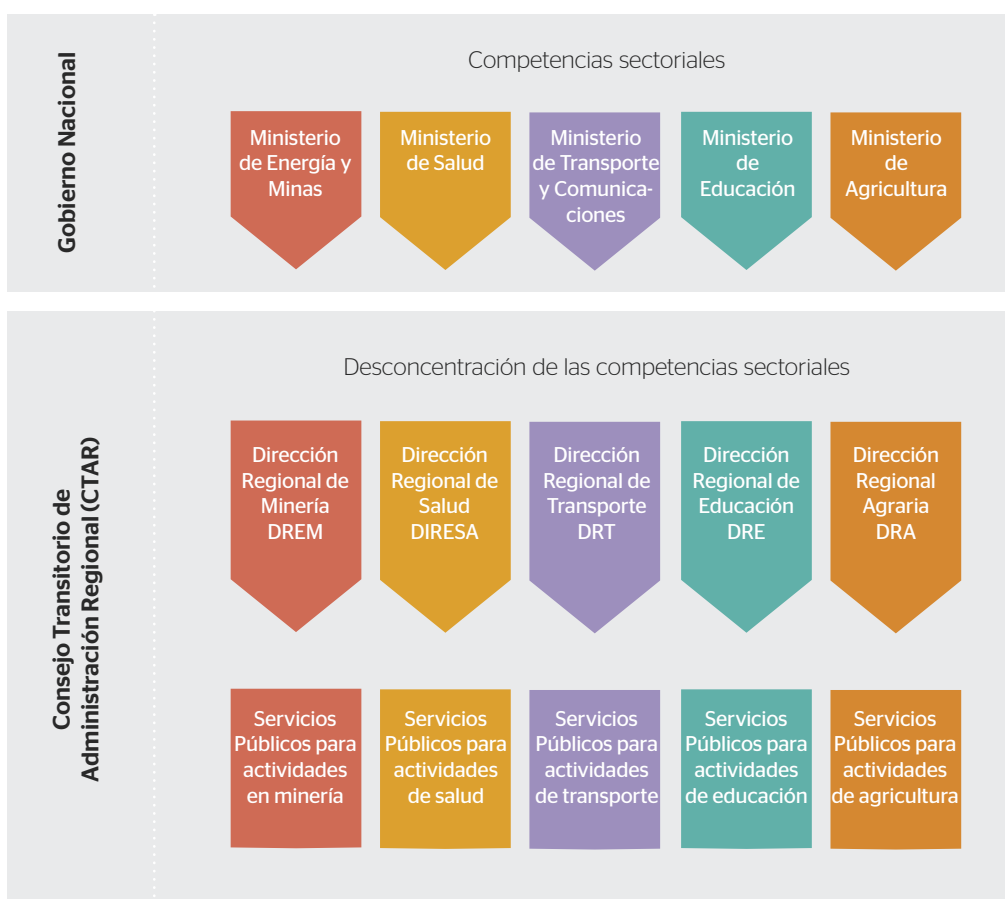 Gobierno Nacional
Competencias sectoriales
Ministerio
de Energía y
Minas
Ministerio
de Salud
Ministerio
de Transporte
y Comunica-
ciones
Ministerio
de
Educación
Ministerio
de
Agricultura
Consejo Transitorio de
Administración Regional (CTAR)
Desconcentración de las competencias sectoriales
Dirección
Regional de
Minería
DREM
Dirección
Regional de
Salud
DIRESA
Dirección
Regional de
Transporte
DRT
Dirección
Regional de
Educación
DRE
Dirección
Regional
Agraria
DRA
Servicios
Públicos para
actividades
en minería
Servicios
Públicos para
actividades
de salud
Servicios
Públicos para
actividades
de transporte
Servicios
Públicos para
actividades
de educación
Servicios
Públicos para
actividades
de agricultura